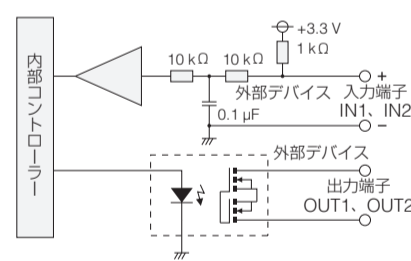 内部コントローラー
+3.3 V
1 kΩ
10 kΩ
10 kΩ
外部デバイス
入力端子
IN1、IN2
+
−
0.1 μF
外部デバイス
出力端子
OUT1、OUT2